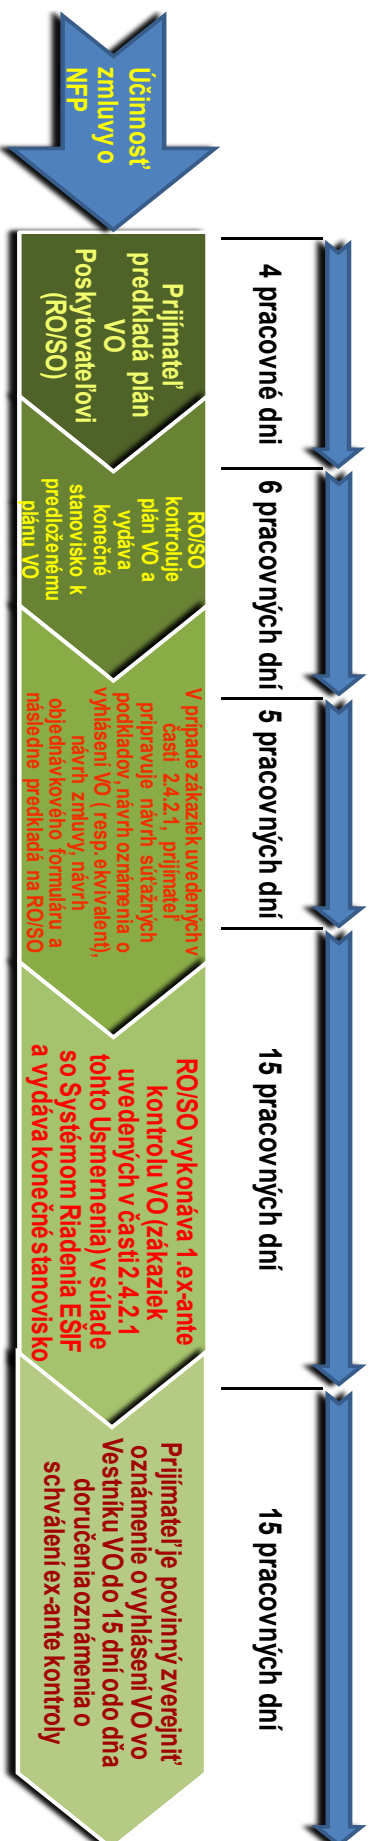 Účinnosť
zmluvy o
NFP
4 pracovné dni
6 pracovných dní
5 pracovných dní
15 pracovných dní
15 pracovných dní
Prijímateľ
predkladá plán
VO
Poskytovateľovi
(RO/SO)
RO/SO
kontroluje
plán VO a
vydáva
konečné
stanovisko k
predloženému
plánu VO
V prípade zákaziek uvedených v
časti 2.4.2.1, prijímateľ
pripravuje návrh súťažných
podkladov, návrh oznámenia o
vyhlásení VO ( resp. ekvivalent),
návrh zmluvy, návrh
objednávkového formuláru a
následne predkladá na RO/SO
RO/SO vykonáva 1.ex-ante
kontrolu VO (zákaziek
uvedených v časti 2.4.2.1
tohto Usmernenia) v súlade
so Systémom Riadenia EŠIF
a vydáva konečné stanovisko
Prijímateľ je povinný zverejniť
oznámenie o vyhlásení VO vo
Vestníku VO do 15 dní odo dňa
doručenia oznámenia o
schválení ex-ante kontroly